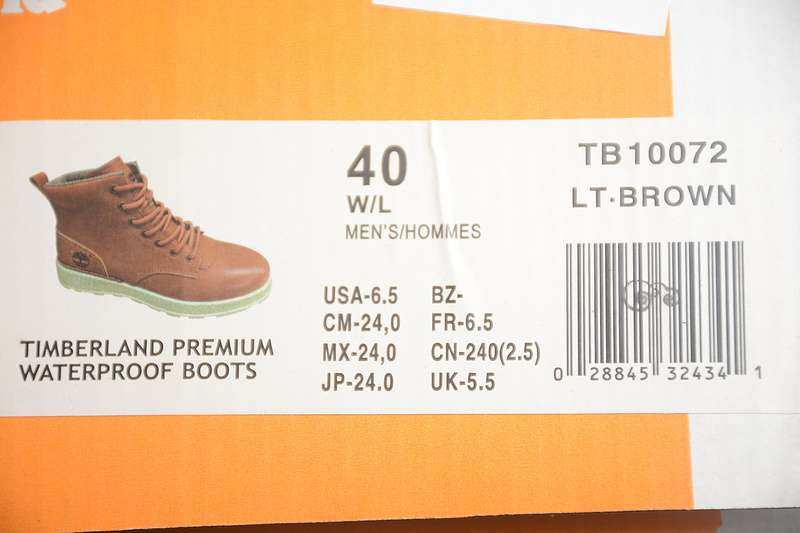 TIMBERLAND PREMIUM
WATERPROOF BOOTS
40
W/L
MEN'S/HOMMES
USA-6.5 BZ-
CM-24,0 FR-6.5
MX-24,0 CN-240(2.5)
JP-24.0 UK-5.5
TB10072
LT·BROWN
0 28845 32434 1